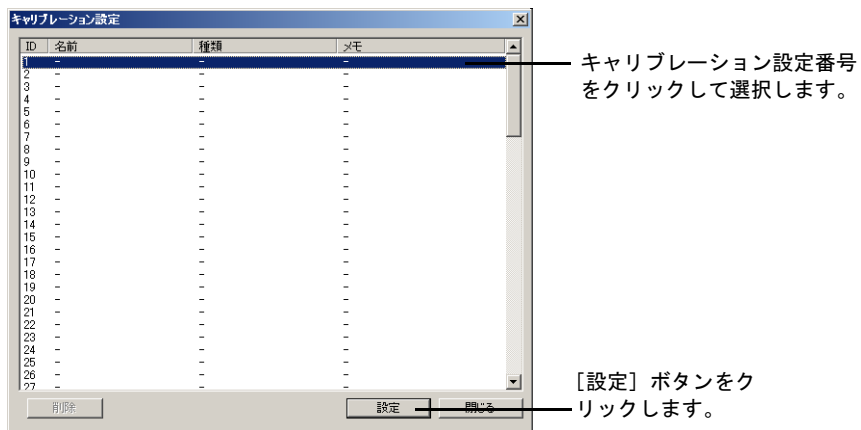 キャリブレーション設定
ID 名前 種類 メモ
1 - - -
2 - - -
3 - - -
4 - - -
5 - - -
6 - - -
7 - - -
8 - - -
9 - - -
10 - - -
11 - - -
12 - - -
13 - - -
14 - - -
15 - - -
16 - - -
17 - - -
18 - - -
19 - - -
20 - - -
21 - - -
22 - - -
23 - - -
24 - - -
25 - - -
26 - - -
27 - - -
削除 設定 閉じる
キャリブレーション設定番号
をクリックして選択します。
［設定］ボタンをク
リックします。